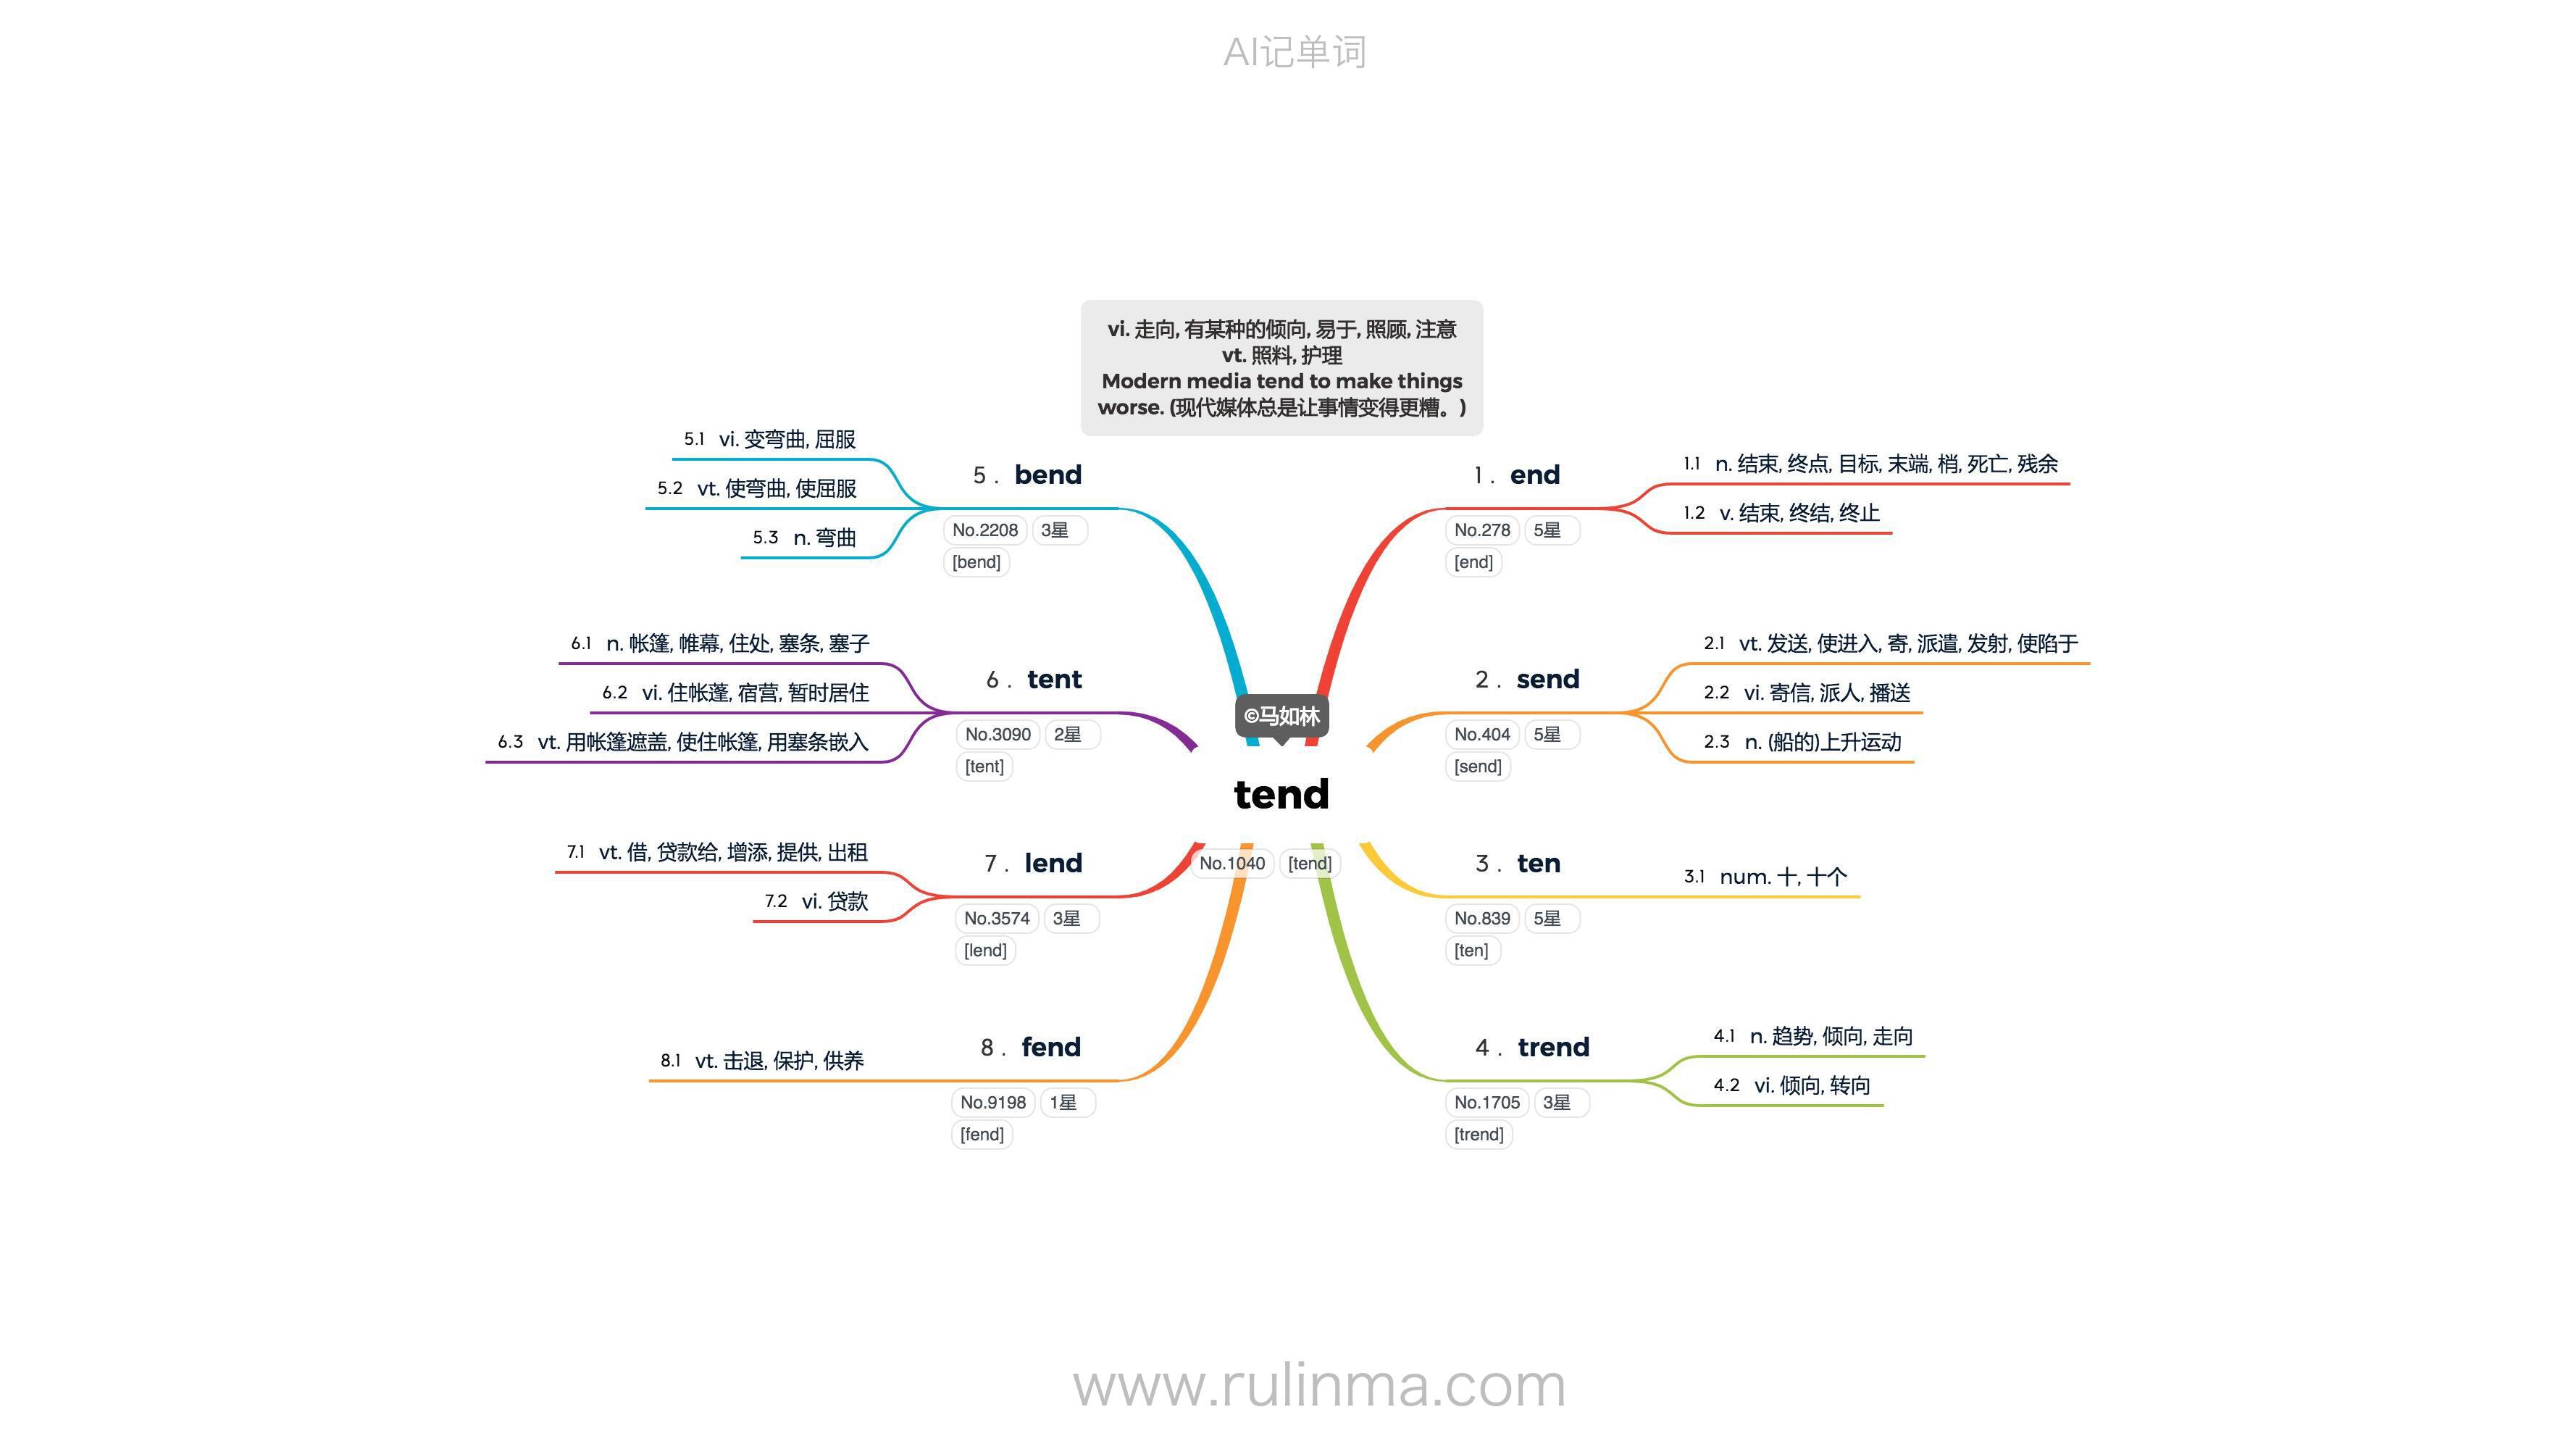 AI记单词
vi. 走向, 有某种的倾向, 易于, 照顾, 注意
vt. 照料, 护理
Modern media tend to make things
worse. (现代媒体总是让事情变得更糟。)
©马如林
tend
No.1040 [tend]
1 . end
No.278 5星
[end]
1.1 n. 结束, 终点, 目标, 末端, 梢, 死亡, 残余
1.2 v. 结束, 终结, 终止
2 . send
No.404 5星
[send]
2.1 vt. 发送, 使进入, 寄, 派遣, 发射, 使陷于
2.2 vi. 寄信, 派人, 播送
2.3 n. (船的)上升运动
3 . ten
No.839 5星
[ten]
3.1 num. 十, 十个
4 . trend
No.1705 3星
[trend]
4.1 n. 趋势, 倾向, 走向
4.2 vi. 倾向, 转向
5 . bend
No.2208 3星
[bend]
5.1 vi. 变弯曲, 屈服
5.2 vt. 使弯曲, 使屈服
5.3 n. 弯曲
6 . tent
No.3090 2星
[tent]
6.1 n. 帐篷, 帷幕, 住处, 塞条, 塞子
6.2 vi. 住帐蓬, 宿营, 暂时居住
6.3 vt. 用帐篷遮盖, 使住帐篷, 用塞条嵌入
7 . lend
No.3574 3星
[lend]
7.1 vt. 借, 贷款给, 增添, 提供, 出租
7.2 vi. 贷款
8 . fend
No.9198 1星
[fend]
8.1 vt. 击退, 保护, 供养
www.rulinma.com